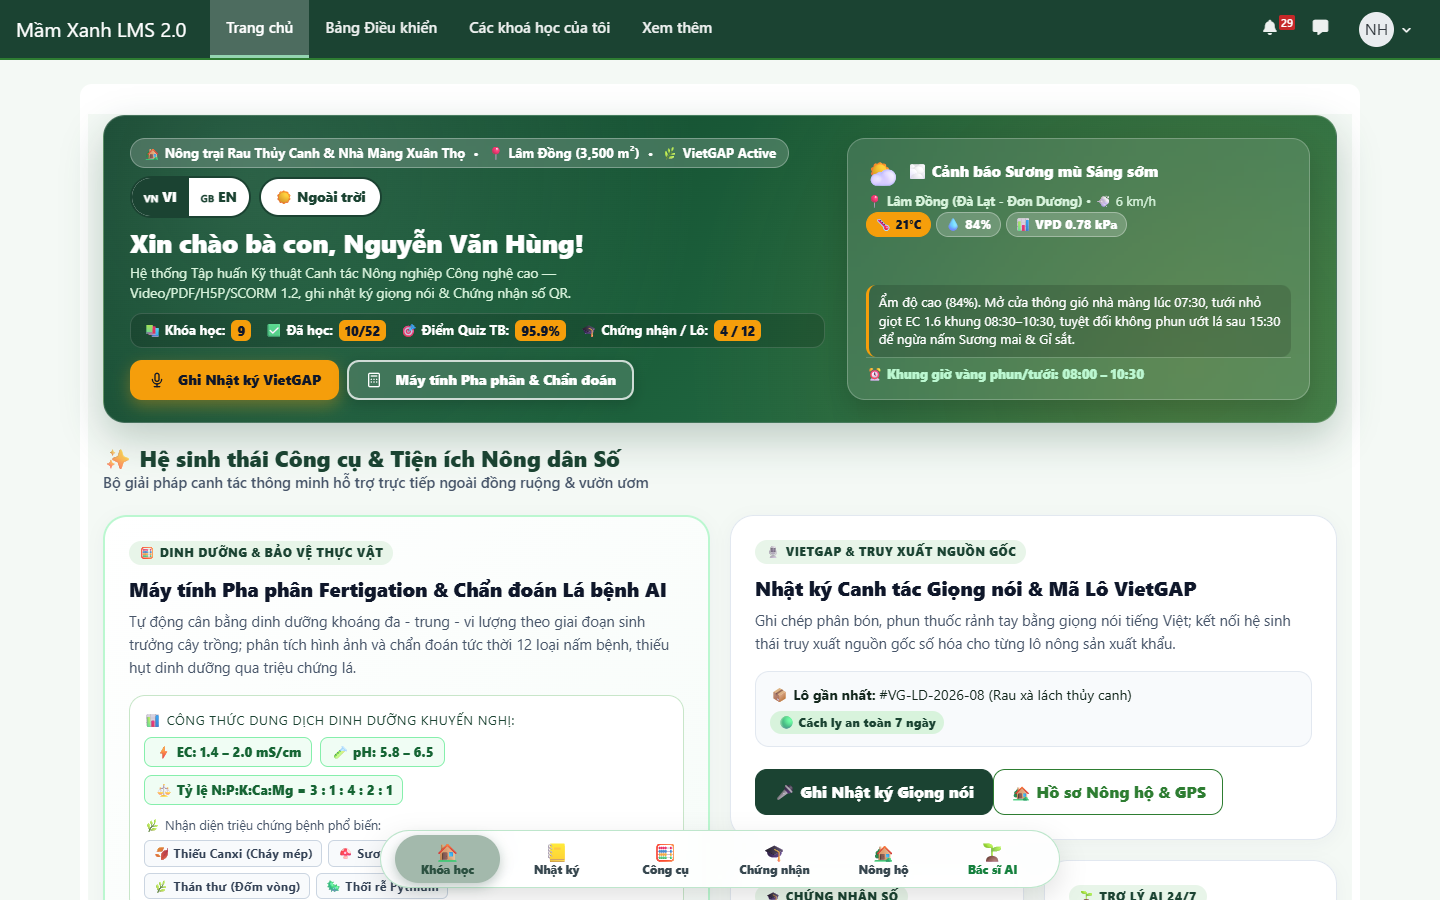 Mầm Xanh LMS 2.0
Trang chủ
Bảng Điều khiển
Các khoá học của tôi
Xem thêm
29
NH
Nông trại Rau Thủy Canh & Nhà Màng Xuân Thọ • Lâm Đồng (3,500 m²) • VietGAP Active
VN VI
GB EN
Ngoài trời
Xin chào bà con, Nguyễn Văn Hùng!
Hệ thống Tập huấn Kỹ thuật Canh tác Nông nghiệp Công nghệ cao —
Video/PDF/H5P/SCORM 1.2, ghi nhật ký giọng nói & Chứng nhận số QR.
Khóa học: 9
Đã học: 10/52
Điểm Quiz TB: 95.9%
Chứng nhận / Lô: 4 / 12
Ghi Nhật ký VietGAP
Máy tính Pha phân & Chẩn đoán
Cảnh báo Sương mù Sáng sớm
Lâm Đồng (Đà Lạt - Đơn Dương) • 6 km/h
21°C
84%
VPD 0.78 kPa
Ẩm độ cao (84%). Mở cửa thông gió nhà màng lúc 07:30, tưới nhỏ
giọt EC 1.6 khung 08:30–10:30, tuyệt đối không phun ướt lá sau 15:30
để ngừa nấm Sương mai & Gỉ sắt.
Khung giờ vàng phun/tưới: 08:00 – 10:30
Hệ sinh thái Công cụ & Tiện ích Nông dân Số
Bộ giải pháp canh tác thông minh hỗ trợ trực tiếp ngoài đồng ruộng & vườn ươm
DINH DƯỠNG & BẢO VỆ THỰC VẬT
Máy tính Pha phân Fertigation & Chẩn đoán Lá bệnh AI
Tự động cân bằng dinh dưỡng khoáng đa - trung - vi lượng theo giai đoạn sinh
trưởng cây trồng; phân tích hình ảnh và chẩn đoán tức thời 12 loại nấm bệnh, thiếu
hụt dinh dưỡng qua triệu chứng lá.
CÔNG THỨC DUNG DỊCH DINH DƯỠNG KHUYẾN NGHỊ:
EC: 1.4 – 2.0 mS/cm
pH: 5.8 – 6.5
Tỷ lệ N:P:K:Ca:Mg = 3 : 1 : 4 : 2 : 1
Nhận diện triệu chứng bệnh phổ biến:
Thiếu Canxi (Cháy mép)
Thán thư (Đốm vòng)
Thối rễ Pythium
VIETGAP & TRUY XUẤT NGUỒN GỐC
Nhật ký Canh tác Giọng nói & Mã Lô VietGAP
Ghi chép phân bón, phun thuốc rảnh tay bằng giọng nói tiếng Việt; kết nối hệ sinh
thái truy xuất nguồn gốc số hóa cho từng lô nông sản xuất khẩu.
Lô gần nhất: #VG-LD-2026-08 (Rau xà lách thủy canh)
Cách ly an toàn 7 ngày
Ghi Nhật ký Giọng nói
Hồ sơ Nông hộ & GPS
CHỨNG NHẬN SỐ
TRỢ LÝ AI 24/7
Khóa học
Nhật ký
Công cụ
Chứng nhận
Nông hộ
Bác sĩ AI